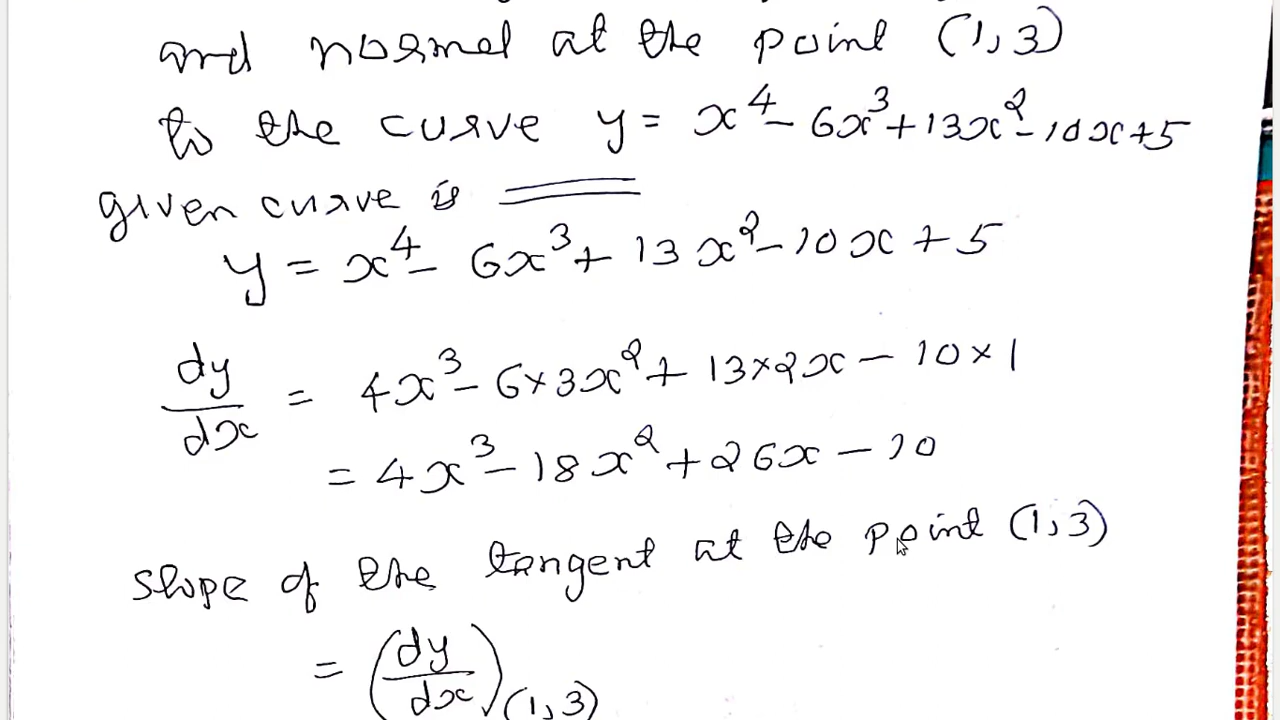 and normal at the point (1,3)
to the curve y = x⁴ - 6x³ + 13x² - 10x + 5
given curve is
y = x⁴ - 6x³ + 13x² - 10x + 5
dy/dx = 4x³ - 6×3x² + 13×2x - 10×1
= 4x³ - 18x² + 26x - 10
slope of the tangent at the point (1,3)
= (dy/dx)(1,3)